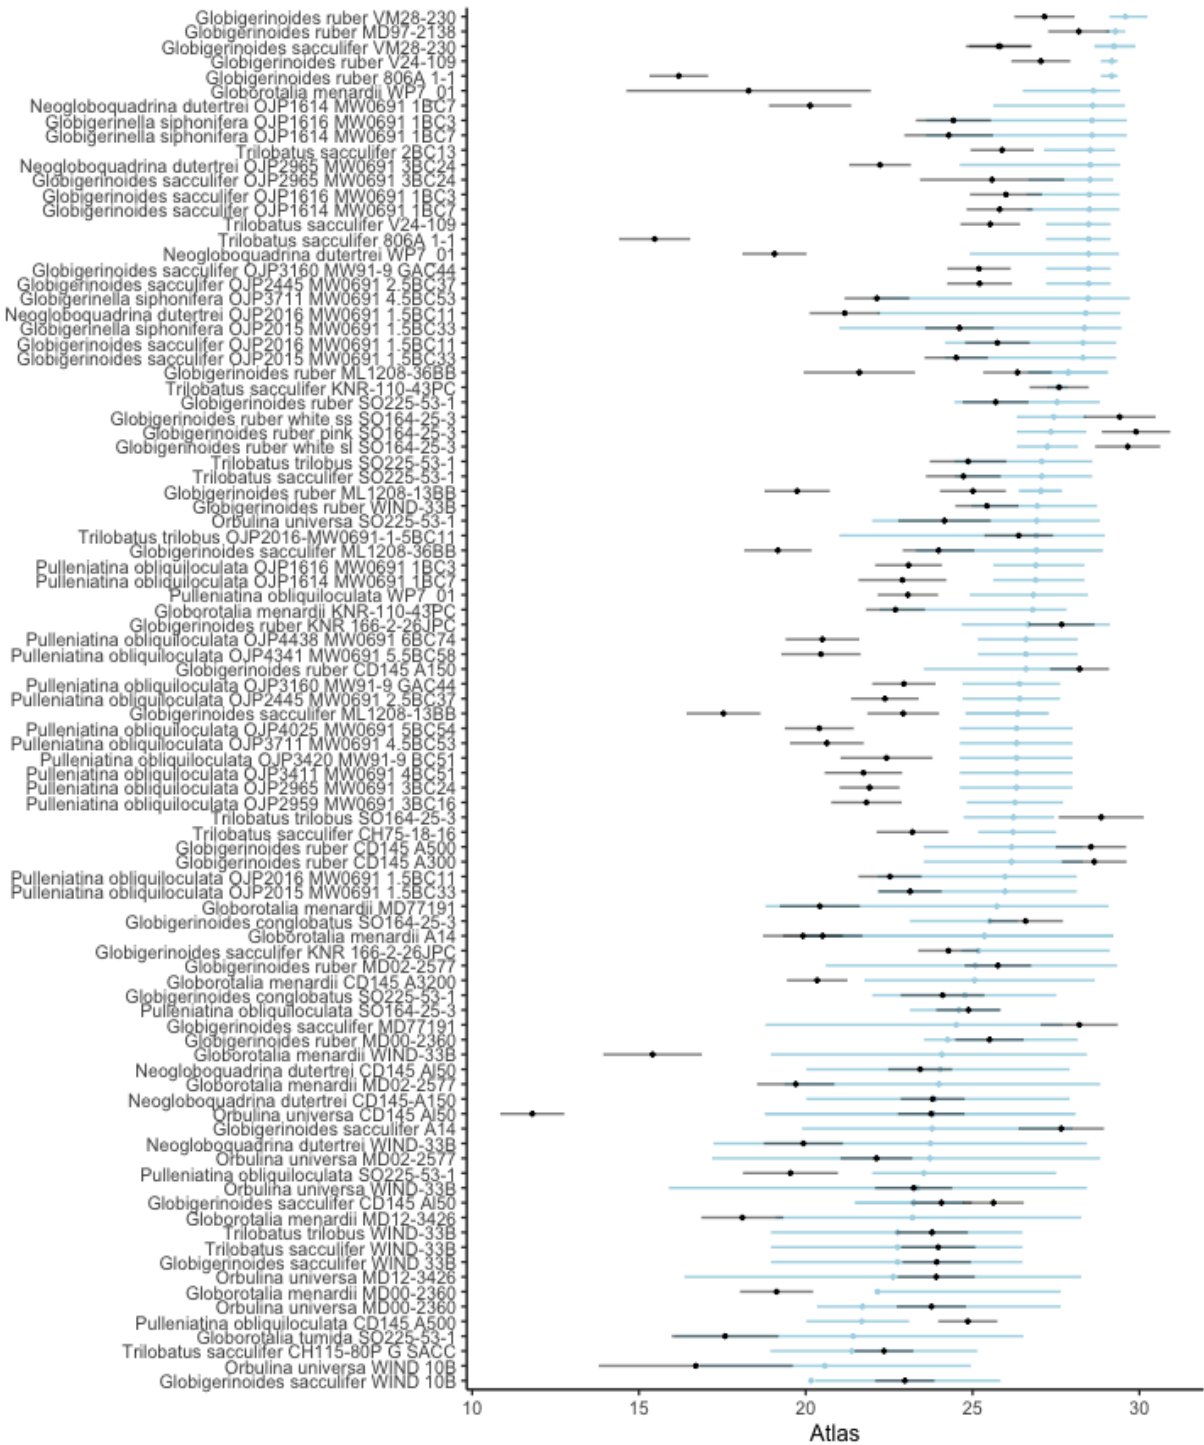 Globigerinoides ruber VM28-230
Globigerinoides ruber MD97-2138
Globigerinoides sacculifer VM28-230
Globigerinoides ruber V24-109
Globigerinoides ruber 806A 1-1
Globorotalia menardii WP7_01
Neogloboquadrina dutertrei OJP1614 MW0691 1BC7
Globigerinella siphonifera OJP1616 MW0691 1BC3
Globigerinella siphonifera OJP1614 MW0691 1BC7
Trilobatus sacculifer 2BC13
Neogloboquadrina dutertrei OJP2965 MW0691 3BC24
Globigerinoides sacculifer OJP2965 MW0691 3BC24
Globigerinoides sacculifer OJP1616 MW0691 1BC3
Globigerinoides sacculifer OJP1614 MW0691 1BC7
Trilobatus sacculifer V24-109
Trilobatus sacculifer 806A 1-1
Neogloboquadrina dutertrei WP7_01
Globigerinoides sacculifer OJP3160 MW91-9 GAC44
Globigerinoides sacculifer OJP2445 MW0691 2.5BC37
Globigerinella siphonifera OJP3711 MW0691 4.5BC53
Neogloboquadrina dutertrei OJP2016 MW0691 1.5BC11
Globigerinella siphonifera OJP2015 MW0691 1.5BC33
Globigerinoides sacculifer OJP2016 MW0691 1.5BC11
Globigerinoides sacculifer OJP2015 MW0691 1.5BC33
Globigerinoides ruber ML1208-36BB
Trilobatus sacculifer KNR-110-43PC
Globigerinoides ruber SO225-53-1
Globigerinoides ruber white ss SO164-25-3
Globigerinoides ruber pink SO164-25-3
Globigerinoides ruber white sl SO164-25-3
Trilobatus trilobus SO225-53-1
Trilobatus sacculifer SO225-53-1
Globigerinoides ruber ML1208-13BB
Globigerinoides ruber WIND-33B
Orbulina universa SO225-53-1
Trilobatus trilobus OJP2016-MW0691-1-5BC11
Globigerinoides sacculifer ML1208-36BB
Pulleniatina obliquiloculata OJP1616 MW0691 1BC3
Pulleniatina obliquiloculata OJP1614 MW0691 1BC7
Pulleniatina obliquiloculata WP7_01
Globorotalia menardii KNR-110-43PC
Globigerinoides ruber KNR 166-2-26JPC
Pulleniatina obliquiloculata OJP4438 MW0691 6BC74
Pulleniatina obliquiloculata OJP4341 MW0691 5.5BC58
Globigerinoides ruber CD145 A150
Pulleniatina obliquiloculata OJP3160 MW91-9 GAC44
Pulleniatina obliquiloculata OJP2445 MW0691 2.5BC37
Globigerinoides sacculifer ML1208-13BB
Pulleniatina obliquiloculata OJP4025 MW0691 5BC54
Pulleniatina obliquiloculata OJP3711 MW0691 4.5BC53
Pulleniatina obliquiloculata OJP3420 MW91-9 BC51
Pulleniatina obliquiloculata OJP3411 MW0691 4BC51
Pulleniatina obliquiloculata OJP2965 MW0691 3BC24
Pulleniatina obliquiloculata OJP2959 MW0691 3BC16
Trilobatus trilobus SO164-25-3
Trilobatus sacculifer CH75-18-16
Globigerinoides ruber CD145 A500
Globigerinoides ruber CD145 A300
Pulleniatina obliquiloculata OJP2016 MW0691 1.5BC11
Pulleniatina obliquiloculata OJP2015 MW0691 1.5BC33
Globorotalia menardii MD77191
Globigerinoides conglobatus SO164-25-3
Globorotalia menardii A14
Globigerinoides sacculifer KNR 166-2-26JPC
Globigerinoides ruber MD02-2577
Globorotalia menardii CD145 A3200
Globigerinoides conglobatus SO225-53-1
Pulleniatina obliquloculata SO164-25-3
Globigerinoides sacculifer MD77191
Globigerinoides ruber MD00-2360
Globorotalia menardii WIND-33B
Neogloboquadrina dutertrei CD145 AI50
Globorotalia menardii MD02-2577
Neogloboquadrina dutertrei CD145-A150
Orbulina universa CD145 AI50
Globigerinoides sacculifer A14
Neogloboquadrina dutertrei WIND-33B
Orbulina universa MD02-2577
Pulleniatina obliquiloculata SO225-53-1
Orbulina universa WIND-33B
Globigerinoides sacculifer CD145 AI50
Globorotalia menardii MD12-3426
Trilobatus trilobus WIND-33B
Trilobatus sacculifer WIND-33B
Globigerinoides sacculifer WIND 33B
Orbulina universa MD12-3426
Globorotalia menardii MD00-2360
Orbulina universa MD00-2360
Pulleniatina obliquiloculata CD145 A500
Globorotalia tumida SO225-53-1
Trilobatus sacculifer CH115-80P G SACC
Orbulina universa WIND 10B
Globigerinoides sacculifer WIND 10B
10 15 20 25 30
Atlas